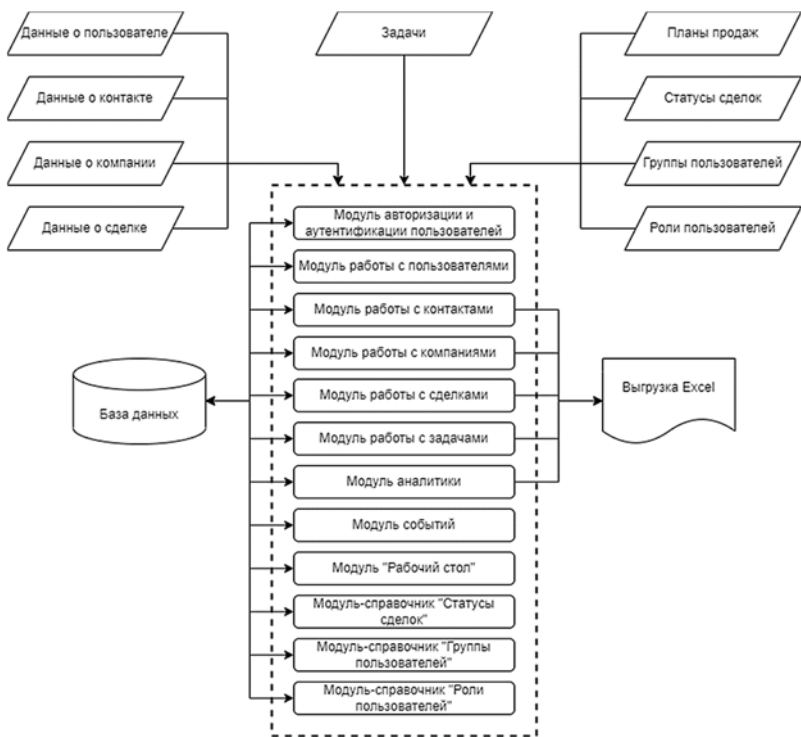 Данные о пользователе
Задачи
Планы продаж
Данные о контакте
Статусы сделок
Данные о компании
Группы пользователей
Данные о сделке
Роли пользователей
Модуль авторизации и
аутентификации пользователей
Модуль работы с пользователями
Модуль работы с контактами
Модуль работы с компаниями
Модуль работы с сделками
Модуль работы с задачами
Модуль аналитики
Модуль событий
Модуль "Рабочий стол"
Модуль-справочник "Статусы
сделок"
Модуль-справочник "Группы
пользователей"
Модуль-справочник "Роли
пользователей"
База данных
Выгрузка Excel